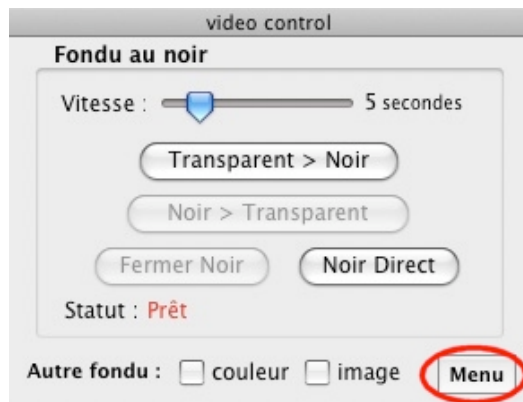 video control
Fondu au noir
Vitesse : 5 secondes
Transparent > Noir
Noir > Transparent
Fermer Noir Noir Direct
Statut : Prêt
Autre fondu : couleur image Menu